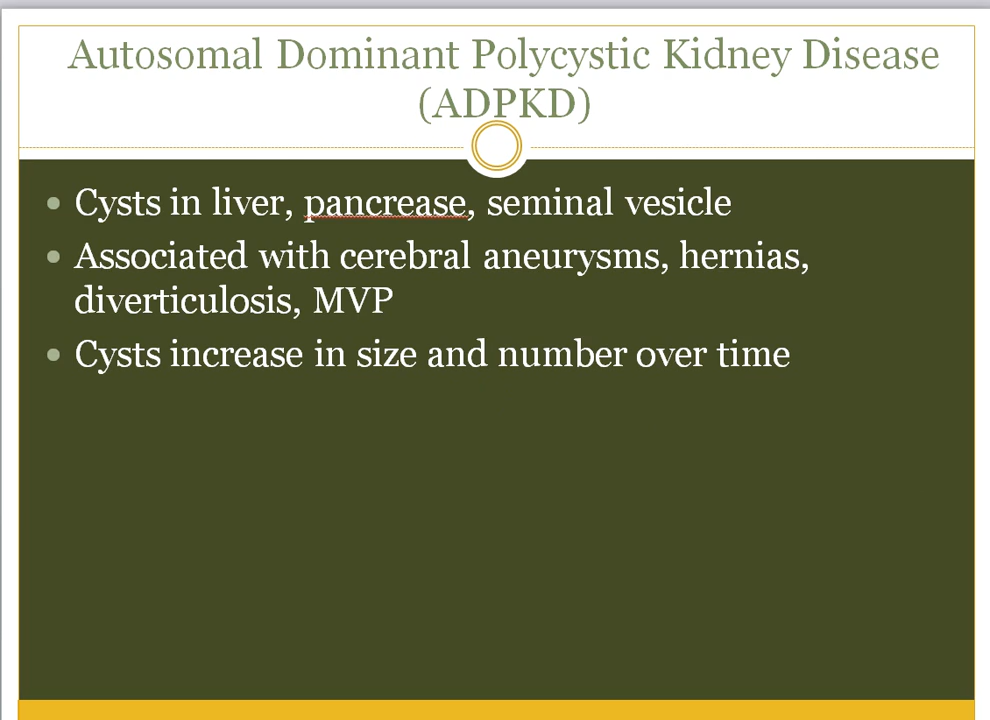 Autosomal Dominant Polycystic Kidney Disease
(ADPKD)
• Cysts in liver, pancrease, seminal vesicle
• Associated with cerebral aneurysms, hernias,
diverticulosis, MVP
• Cysts increase in size and number over time